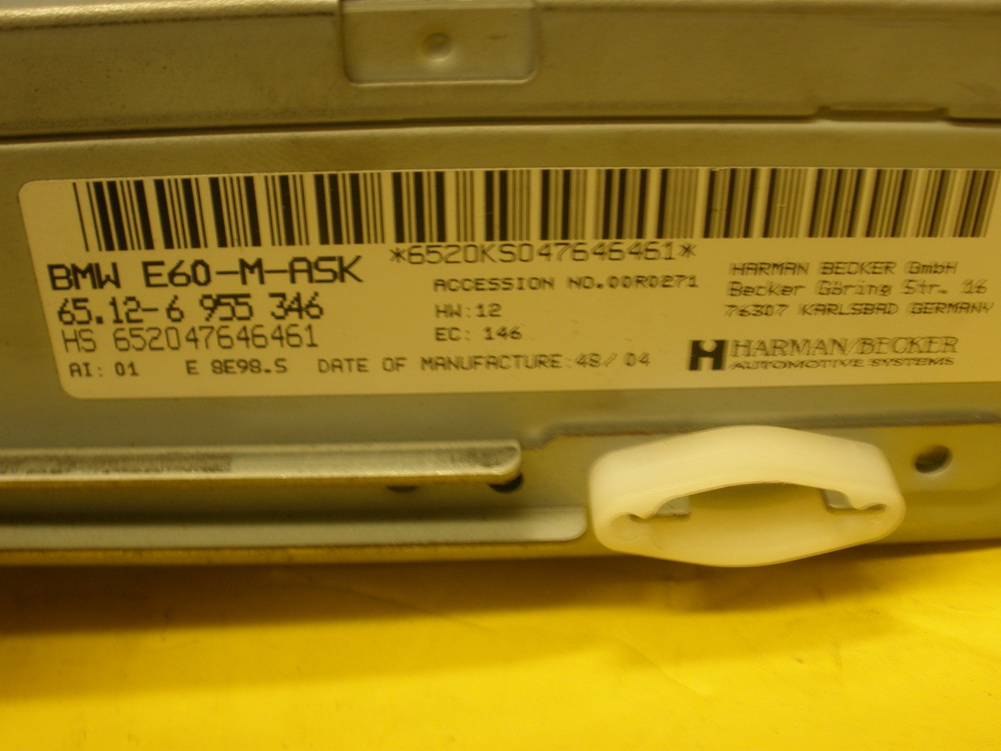 *6520KS047646461*
BMW E60-M-ASK
65.12-6 955 346
HS 652047646461
AI: 01 E 8E98.S DATE OF MANUFACTURE:48/ 04
ACCESSION NO.00R0271
HW:12
EC: 146
HARMAN BECKER GmbH
Becker Göring Str. 16
76307 KARLSBAD GERMANY
HARMAN/BECKER
AUTOMOTIVE SYSTEMS